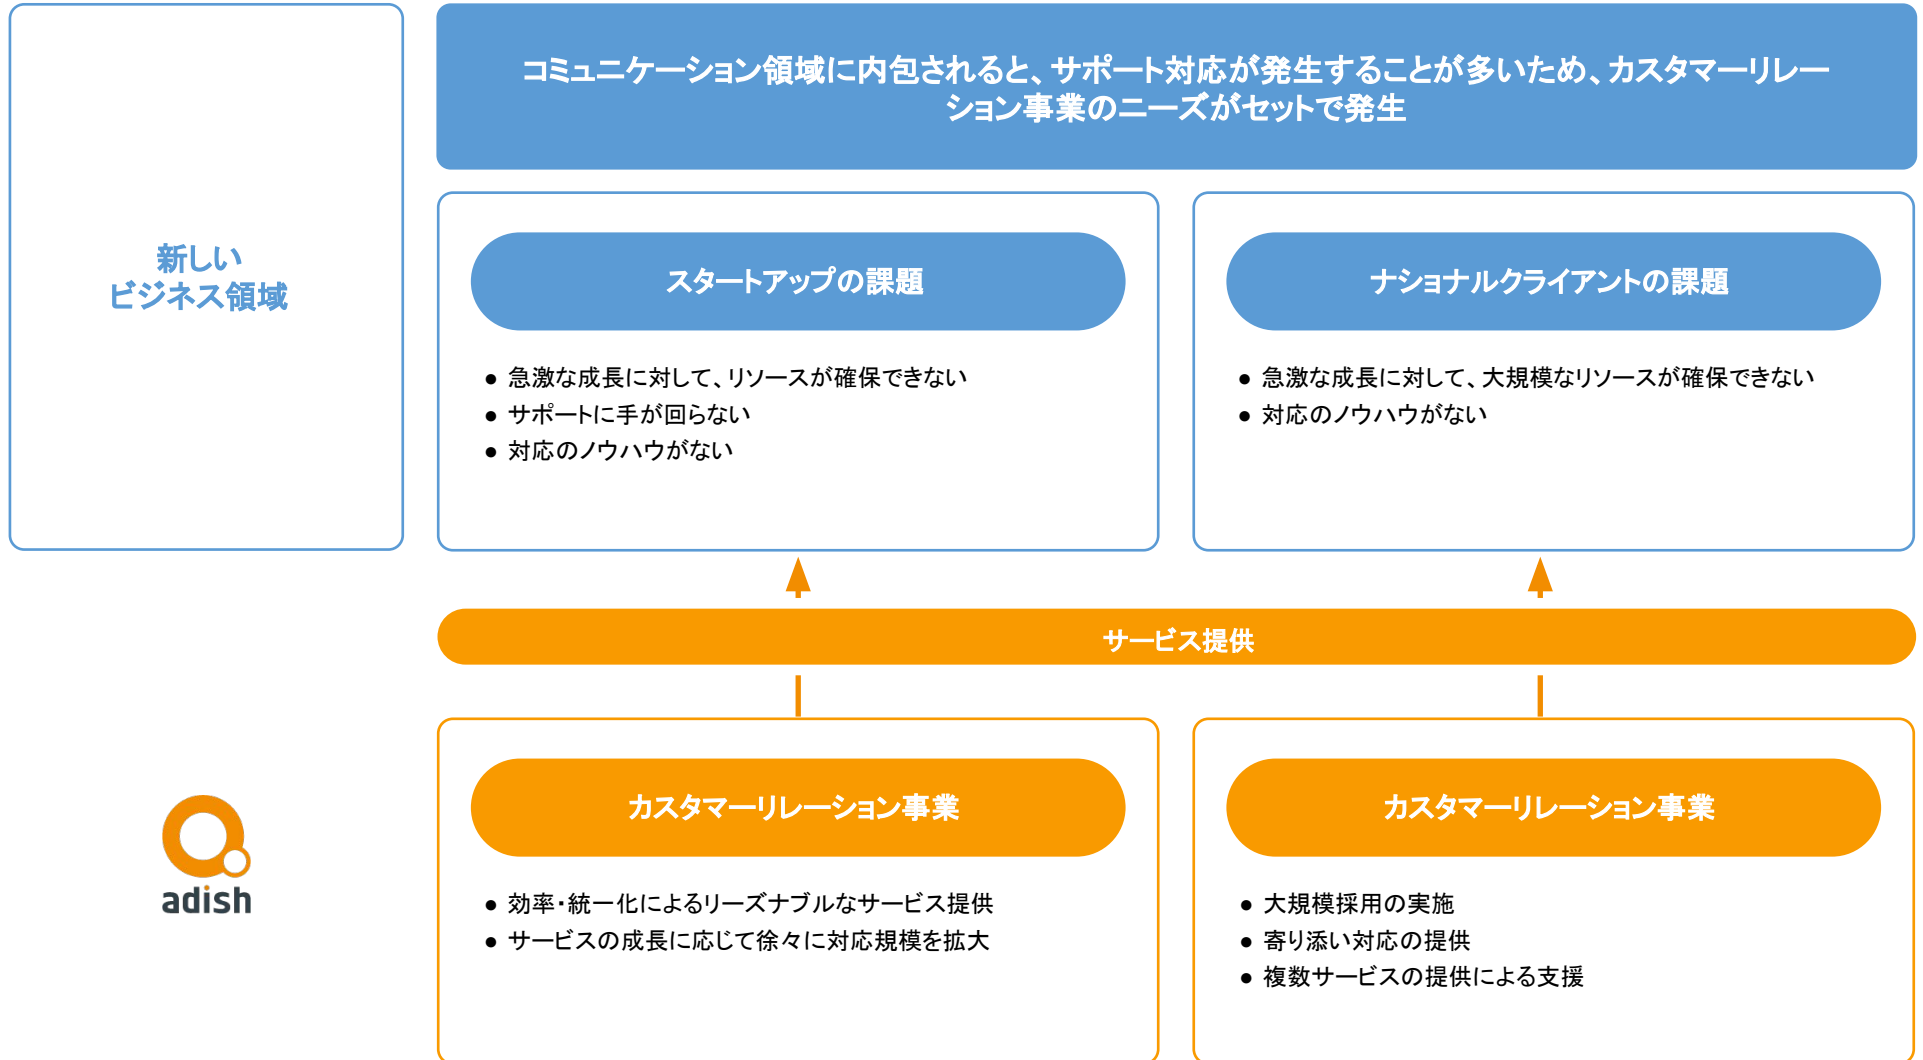 コミュニケーション領域に内包されると、サポート対応が発生することが多いため、カスタマーリレー
ション事業のニーズがセットで発生
新しい
ビジネス領域
スタートアップの課題
● 急激な成長に対して、リソースが確保できない
● サポートに手が回らない
● 対応のノウハウがない
ナショナルクライアントの課題
● 急激な成長に対して、大規模なリソースが確保できない
● 対応のノウハウがない
サービス提供
adish
カスタマーリレーション事業
● 効率・統一化によるリーズナブルなサービス提供
● サービスの成長に応じて徐々に対応規模を拡大
カスタマーリレーション事業
● 大規模採用の実施
● 寄り添い対応の提供
● 複数サービスの提供による支援